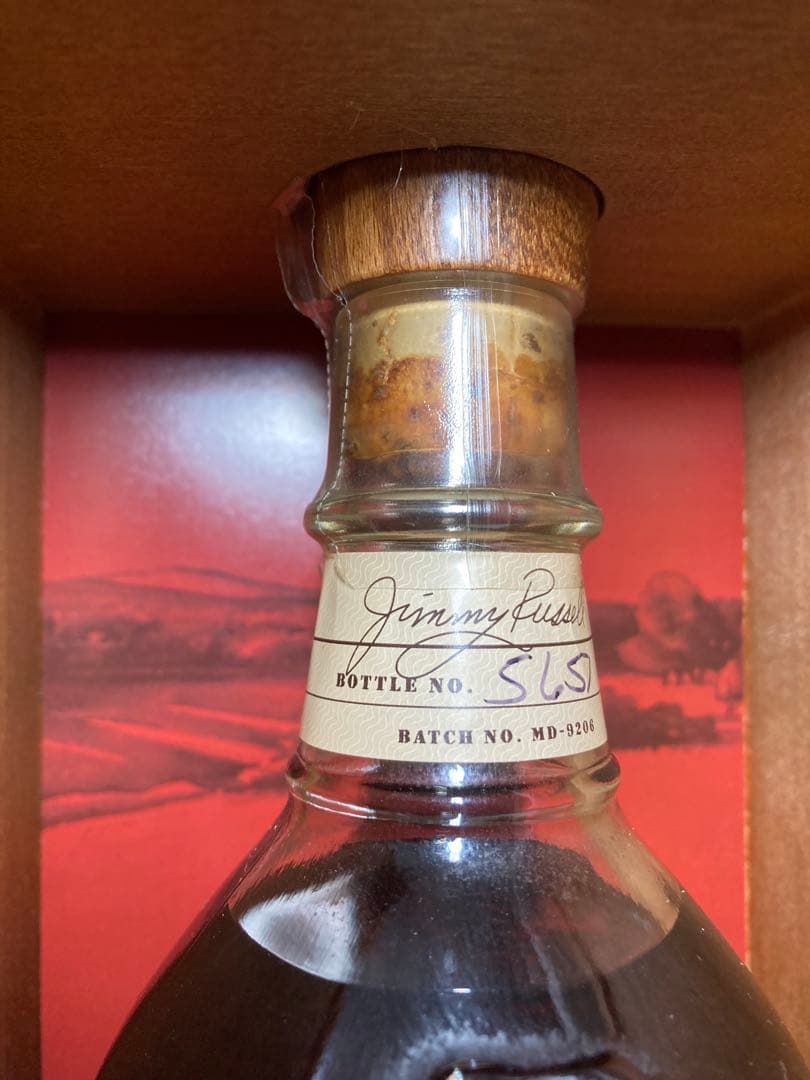 Jimmy Russell
BOTTLE NO. 5651
BATCH NO. MD-9206